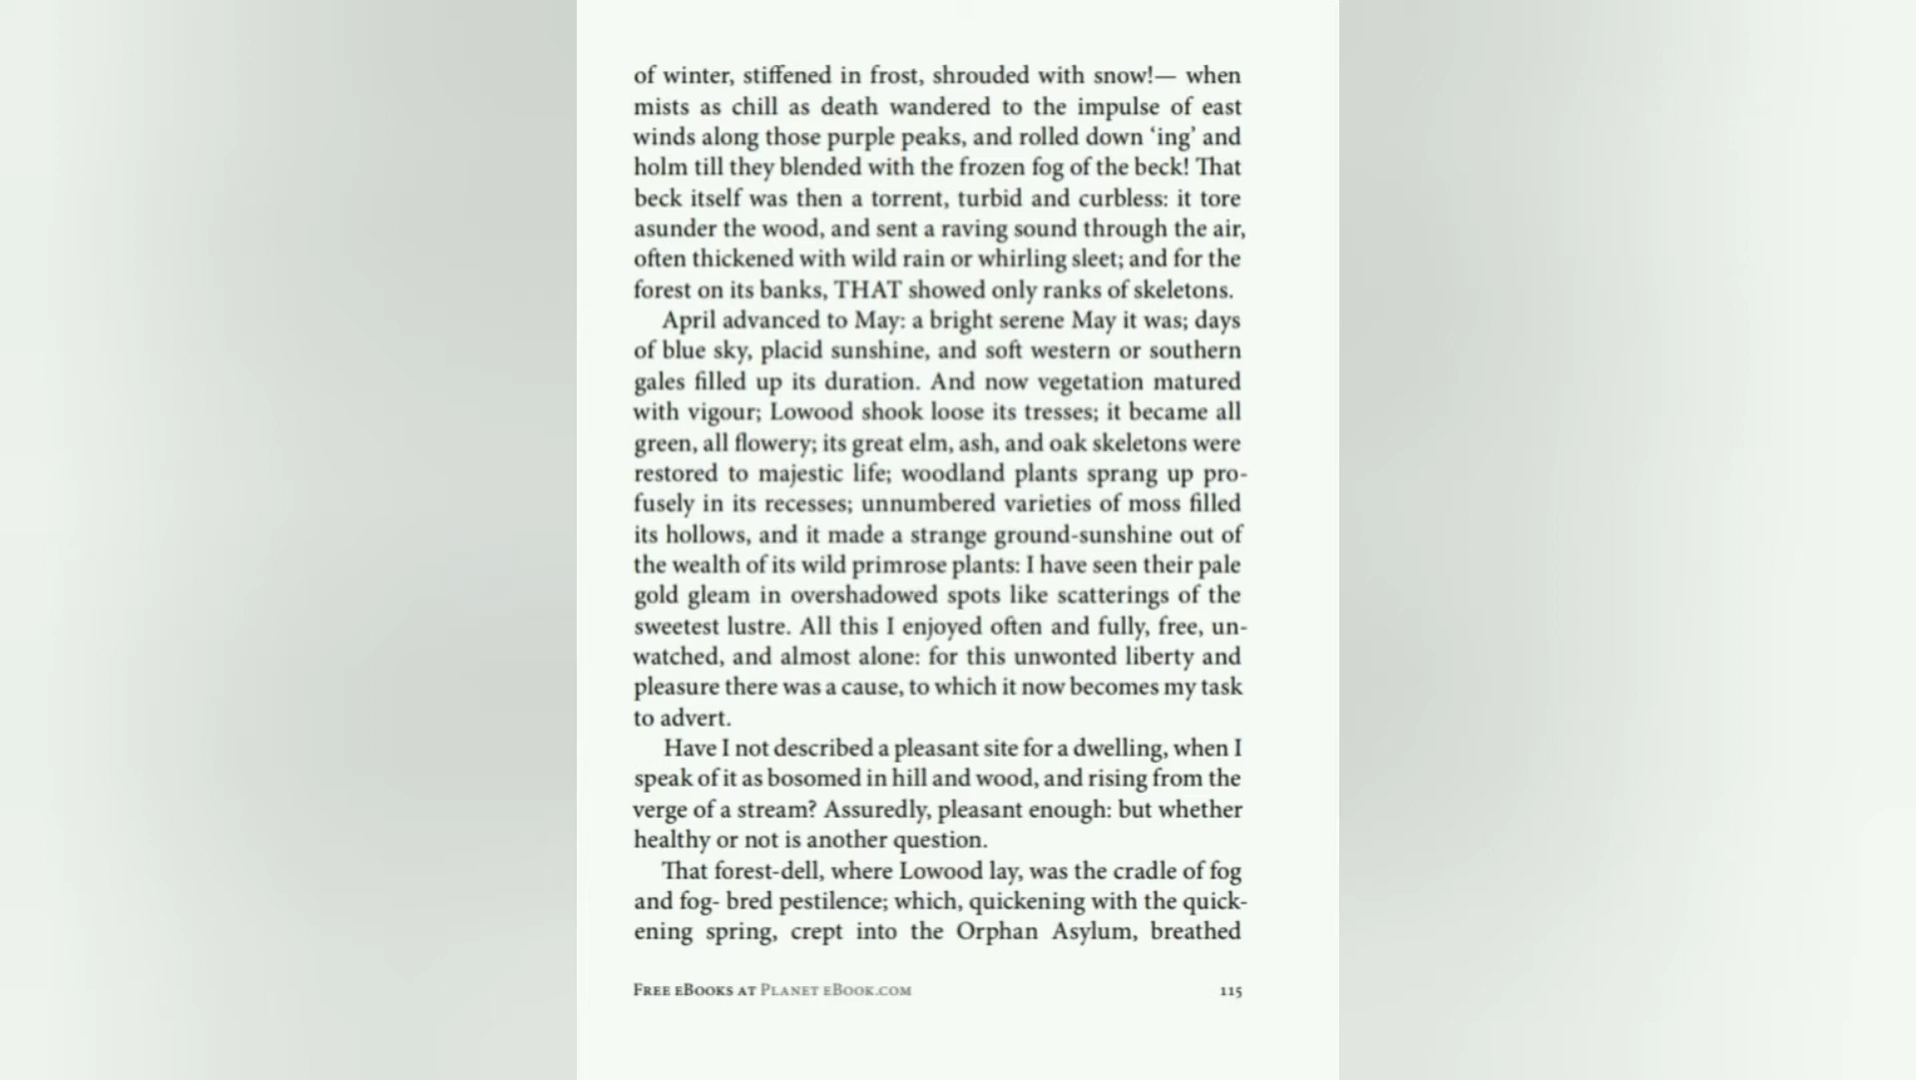 of winter, stiffened in frost, shrouded with snow!— when
mists as chill as death wandered to the impulse of east
winds along those purple peaks, and rolled down ‘ing’ and
holm till they blended with the frozen fog of the beck! That
beck itself was then a torrent, turbid and curbless: it tore
asunder the wood, and sent a raving sound through the air,
often thickened with wild rain or whirling sleet; and for the
forest on its banks, THAT showed only ranks of skeletons.
April advanced to May: a bright serene May it was; days
of blue sky, placid sunshine, and soft western or southern
gales filled up its duration. And now vegetation matured
with vigour; Lowood shook loose its tresses; it became all
green, all flowery; its great elm, ash, and oak skeletons were
restored to majestic life; woodland plants sprang up pro-
fusely in its recesses; unnumbered varieties of moss filled
its hollows, and it made a strange ground-sunshine out of
the wealth of its wild primrose plants: I have seen their pale
gold gleam in overshadowed spots like scatterings of the
sweetest lustre. All this I enjoyed often and fully, free, un-
watched, and almost alone: for this unwonted liberty and
pleasure there was a cause, to which it now becomes my task
to advert.
Have I not described a pleasant site for a dwelling, when I
speak of it as bosomed in hill and wood, and rising from the
verge of a stream? Assuredly, pleasant enough: but whether
healthy or not is another question.
That forest-dell, where Lowood lay, was the cradle of fog
and fog- bred pestilence; which, quickening with the quick-
ening spring, crept into the Orphan Asylum, breathed
Free eBooks at Planet eBook.com 115